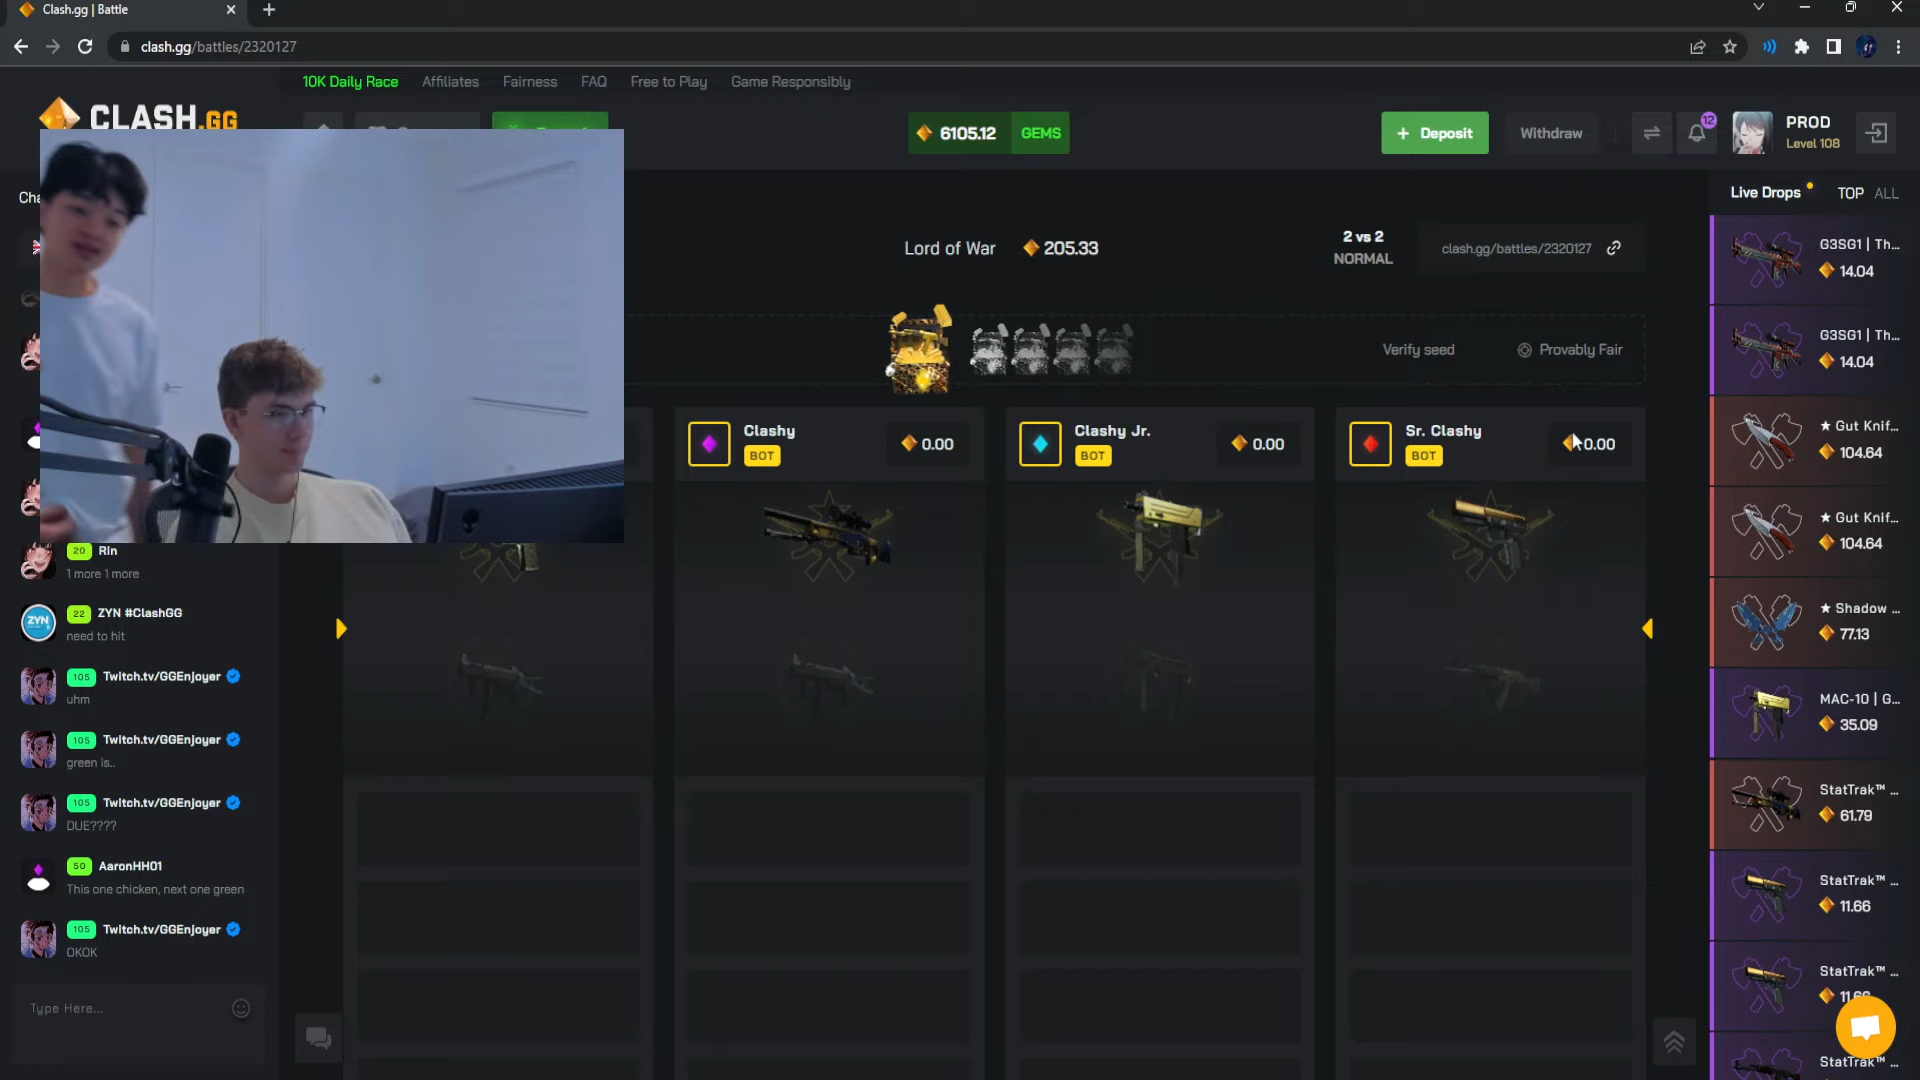 Clash.gg | Battle
clash.gg/battles/2320127
10K Daily Race
Affiliates
Fairness
FAQ
Free to Play
Game Responsibly
CLASH.GG
6105.12
GEMS
+ Deposit
Withdraw
12
PROD
Level 108
Cha
Live Drops
TOP
ALL
Lord of War
205.33
2 vs 2
NORMAL
clash.gg/battles/2320127
Verify seed
Provably Fair
Clashy
BOT
0.00
Clashy Jr.
BOT
0.00
Sr. Clashy
BOT
0.00
20 Rin
1 more 1 more
ZYN
22 ZYN #ClashGG
need to hit
105 Twitch.tv/GGEnjoyer
uhm
105 Twitch.tv/GGEnjoyer
green is..
105 Twitch.tv/GGEnjoyer
DUE????
50 AaronHH01
This one chicken, next one green
105 Twitch.tv/GGEnjoyer
OKOK
Type Here...
G3SG1 | Th...
14.04
G3SG1 | Th...
14.04
★ Gut Knif...
104.64
★ Gut Knif...
104.64
★ Shadow ...
77.13
MAC-10 | G...
35.09
StatTrak™ ...
61.79
StatTrak™ ...
11.66
StatTrak™ ...
StatTrak™ ...